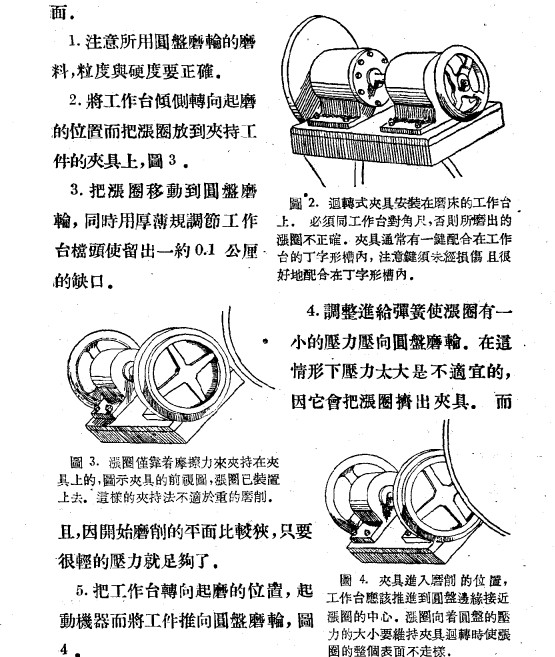 面。
1. 注意所用圓盤磨輪的磨
料,粒度與硬度要正確。
2. 將工作台傾側轉向起磨
的位置而把漲圈放到夾持工
件的夾具上,圖 3 。
3. 把漲圈移動到圓盤磨
輪,同時用厚薄規調節工作
台檔頭使留出一約 0.1 公厘
的缺口。
圖 2. 迴轉式夾具安裝在磨床的工作台
上。 必須同工作台對角尺,否則所磨出的
漲圈不正確。夾具通常有一鍵配合在工作
台的丁字形槽內,注意鍵須未經損傷且很
好地配合在丁字形槽內。
4. 調整進給彈簧使漲圈有一
小的壓力壓向圓盤磨輪。在這
情形下壓力太大是不適宜的,
因它會把漲圈擠出夾具。 而
圖 3. 漲圈僅靠着摩擦力來夾持在夾
具上的,圖示夾具的前視圖,漲圈已裝置
上去。這樣的夾持法不適於重的磨削。
且,因開始磨削的平面比較狹,只要
很輕的壓力就足夠了。
5. 把工作台轉向起磨的位置,起
動機器而將工件推向圓盤磨輪,圖
4 。
圖 4. 夾具進入磨削的位置,
工作台應該推進到圓盤邊緣接近
漲圈的中心。漲圈向着圓盤的壓
力的大小要維持夾具迴轉時使漲
圈的整個表面不走樣。